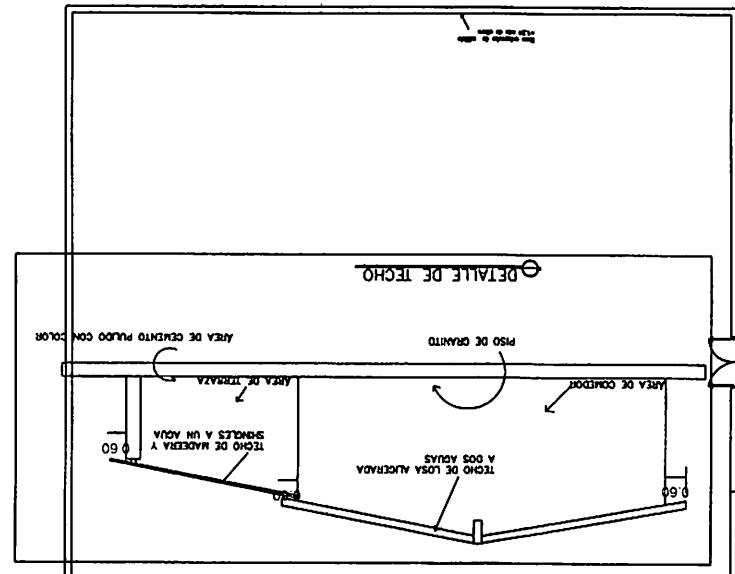 TECHO DE LOSA ALIGERADA
A DOS AGUAS
0.60
0.60
TECHO DE MADERA Y
SHINGLES A UN AGUA
0.60
ÁREA DE COMEDOR
ÁREA DE TERRAZA
PISO DE GRANITO
ÁREA DE CEMENTO PULIDO CON COLOR
DETALLE DE TECHO